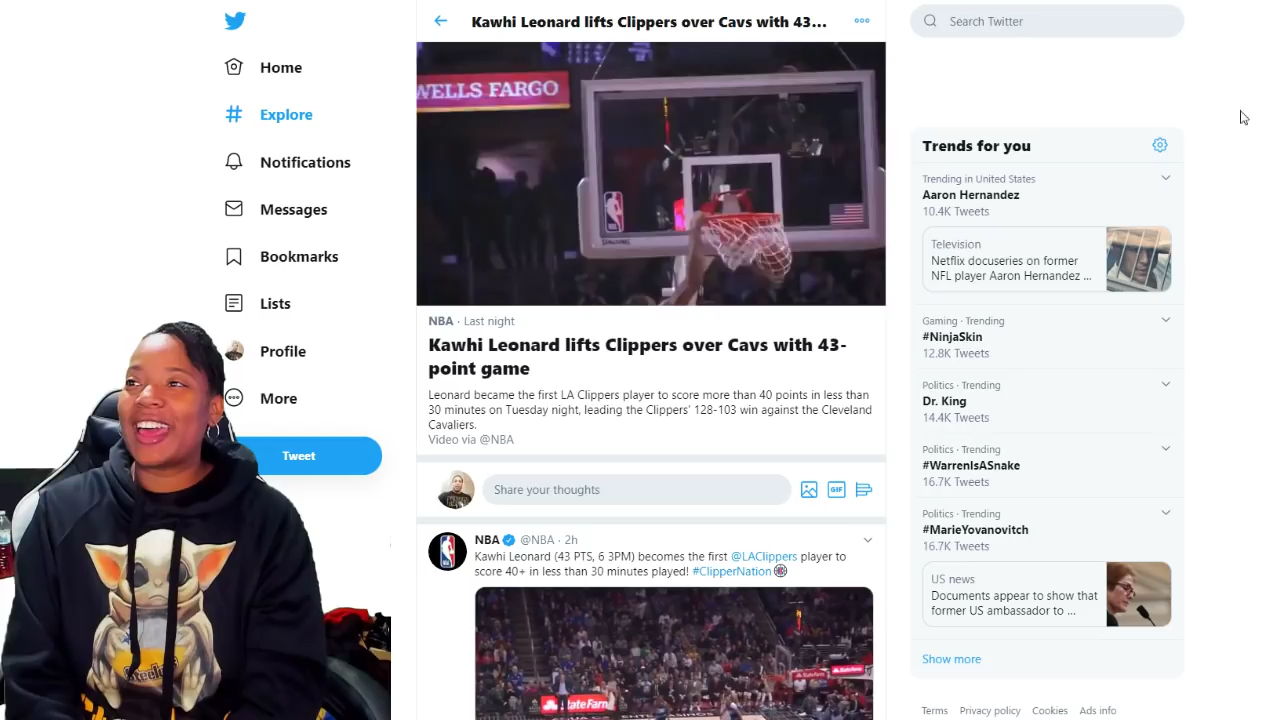 Home
Explore
Notifications
Messages
Bookmarks
Lists
Profile
More
Tweet
Steelers
Kawhi Leonard lifts Clippers over Cavs with 43...
WELLS FARGO
SPALDING
NBA · Last night
Kawhi Leonard lifts Clippers over Cavs with 43-
point game
Leonard became the first LA Clippers player to score more than 40 points in less than
30 minutes on Tuesday night, leading the Clippers' 128-103 win against the Cleveland
Cavaliers.
Video via @NBA
Share your thoughts
GIF
NBA @NBA · 2h
Kawhi Leonard (43 PTS, 6 3PM) becomes the first @LAClippers player to
score 40+ in less than 30 minutes played! #ClipperNation
StateFarm
Search Twitter
Trends for you
Trending in United States
Aaron Hernandez
10.4K Tweets
Television
Netflix docuseries on former
NFL player Aaron Hernandez ...
Gaming · Trending
#NinjaSkin
12.8K Tweets
Politics · Trending
Dr. King
14.4K Tweets
Politics · Trending
#WarrenIsASnake
16.7K Tweets
Politics · Trending
#MarieYovanovitch
16.7K Tweets
US news
Documents appear to show that
former US ambassador to ...
Show more
Terms Privacy policy Cookies Ads info